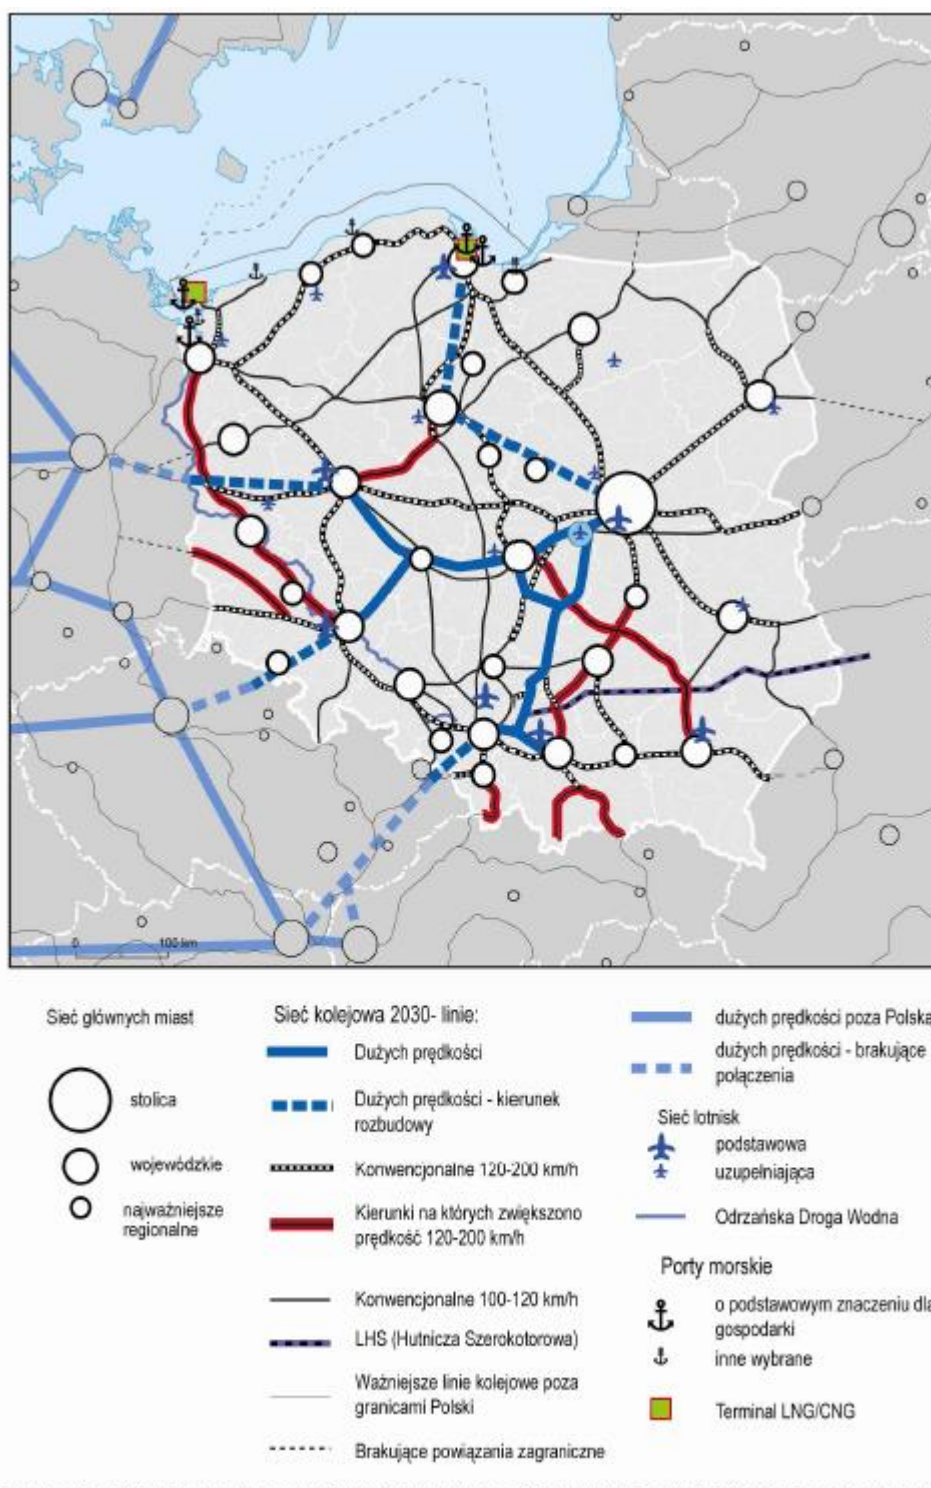 0 100 km
Sieć głównych miast
stolica
wojewódzkie
najważniejsze
regionalne
Sieć kolejowa 2030- linie:
Dużych prędkości
Dużych prędkości - kierunek
rozbudowy
Konwencjonalne 120-200 km/h
Kierunki na których zwiększono
prędkość 120-200 km/h
Konwencjonalne 100-120 km/h
LHS (Hutnicza Szerokotorowa)
Ważniejsze linie kolejowe poza
granicami Polski
Brakujące powiązania zagraniczne
dużych prędkości poza Polska
dużych prędkości - brakujące
połączenia
Sieć lotnisk
podstawowa
uzupełniająca
Odrzańska Droga Wodna
Porty morskie
o podstawowym znaczeniu dla
gospodarki
inne wybrane
Terminal LNG/CNG